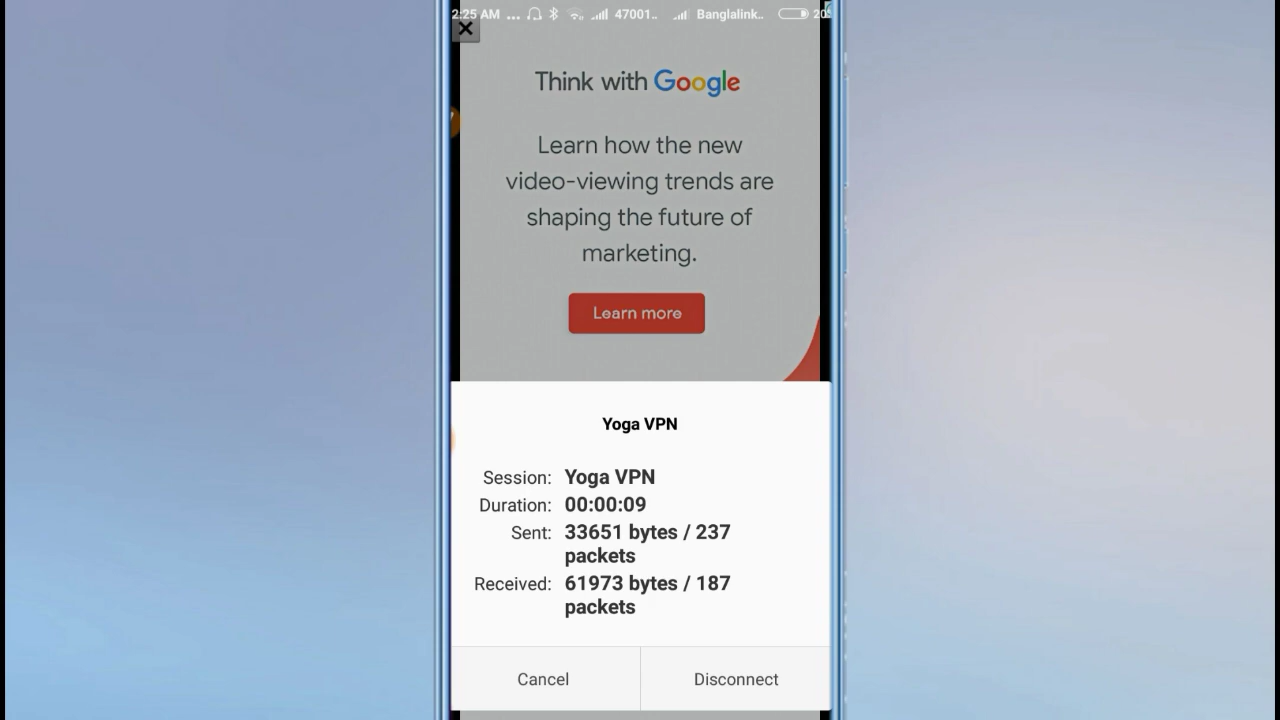 2:25 AM ... 47001.. Banglalink..
Think with Google
Learn how the new
video-viewing trends are
shaping the future of
marketing.
Learn more
Yoga VPN
Session: Yoga VPN
Duration: 00:00:09
Sent: 33651 bytes / 237
packets
Received: 61973 bytes / 187
packets
Cancel Disconnect